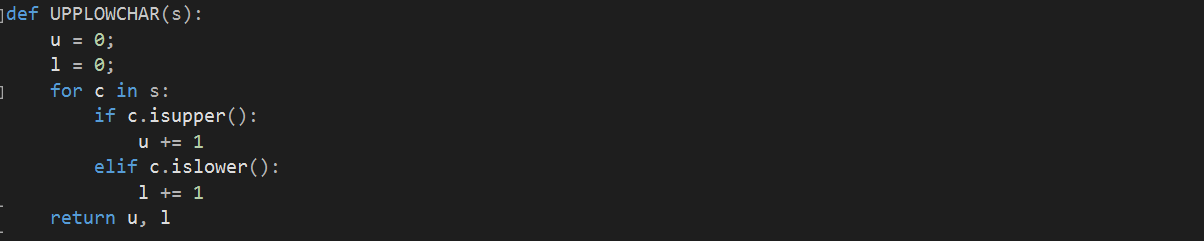 def UPPLOWCHAR(s):
    u = 0;
    l = 0;
    for c in s:
        if c.isupper():
            u += 1
        elif c.islower():
            l += 1
    return u, l